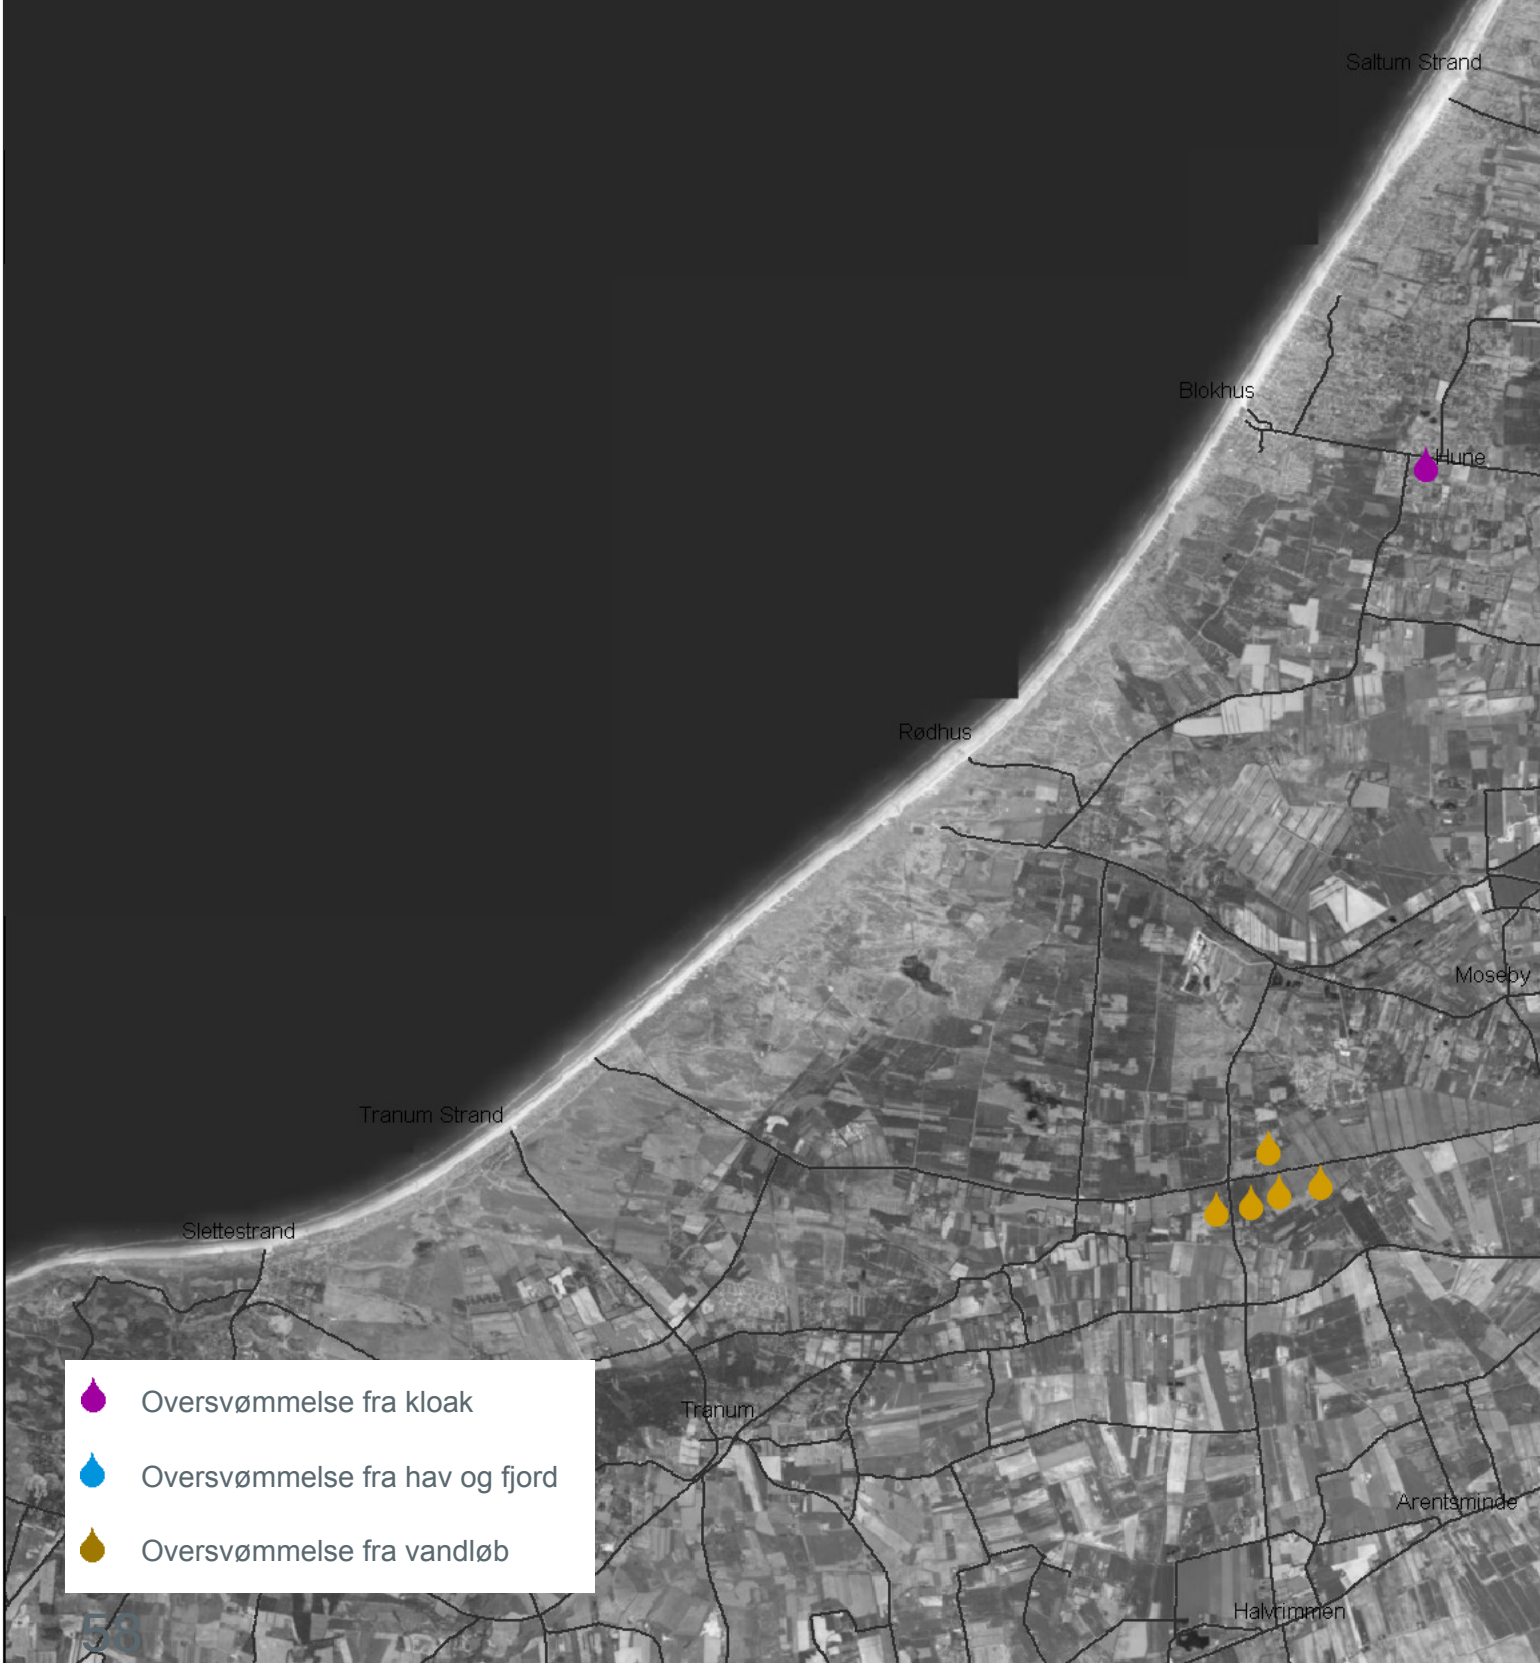 Saltum Strand
Blokhus
Hune
Rødhus
Moseby
Tranum Strand
Slettestrand
Oversvømmelse fra kloak
Tranum
Oversvømmelse fra hav og fjord
Arentsminde
Oversvømmelse fra vandløb
Halvrimmen
58